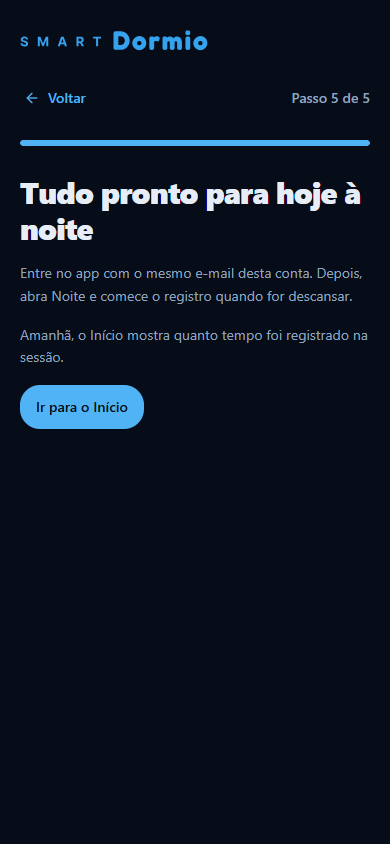 SMART Dormio
← Voltar
Passo 5 de 5
Tudo pronto para hoje à
noite
Entre no app com o mesmo e-mail desta conta. Depois,
abra Noite e comece o registro quando for descansar.
Amanhã, o Início mostra quanto tempo foi registrado na
sessão.
Ir para o Início